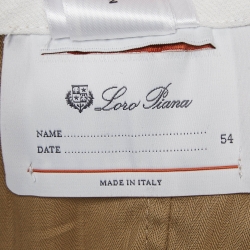 Loro Piana
NAME ........................
DATE ........................ 54
MADE IN ITALY